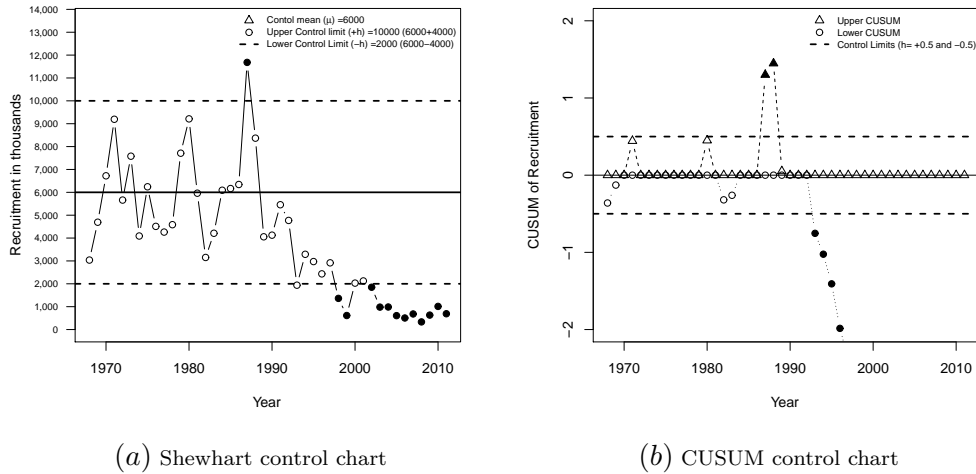 14,000
13,000
12,000
11,000
10,000
9,000
8,000
7,000
6,000
5,000
4,000
3,000
2,000
1,000
0
Recruitment in thousands
Contol mean (μ) =6000
Upper Control limit (+h) =10000 (6000+4000)
Lower Control Limit (−h) =2000 (6000−4000)
1970 1980 1990 2000 2010
Year
(a) Shewhart control chart
2
1
0
−1
−2
CUSUM of Recruitment
Upper CUSUM
Lower CUSUM
Control Limits (h= +0.5 and −0.5)
1970 1980 1990 2000 2010
Year
(b) CUSUM control chart